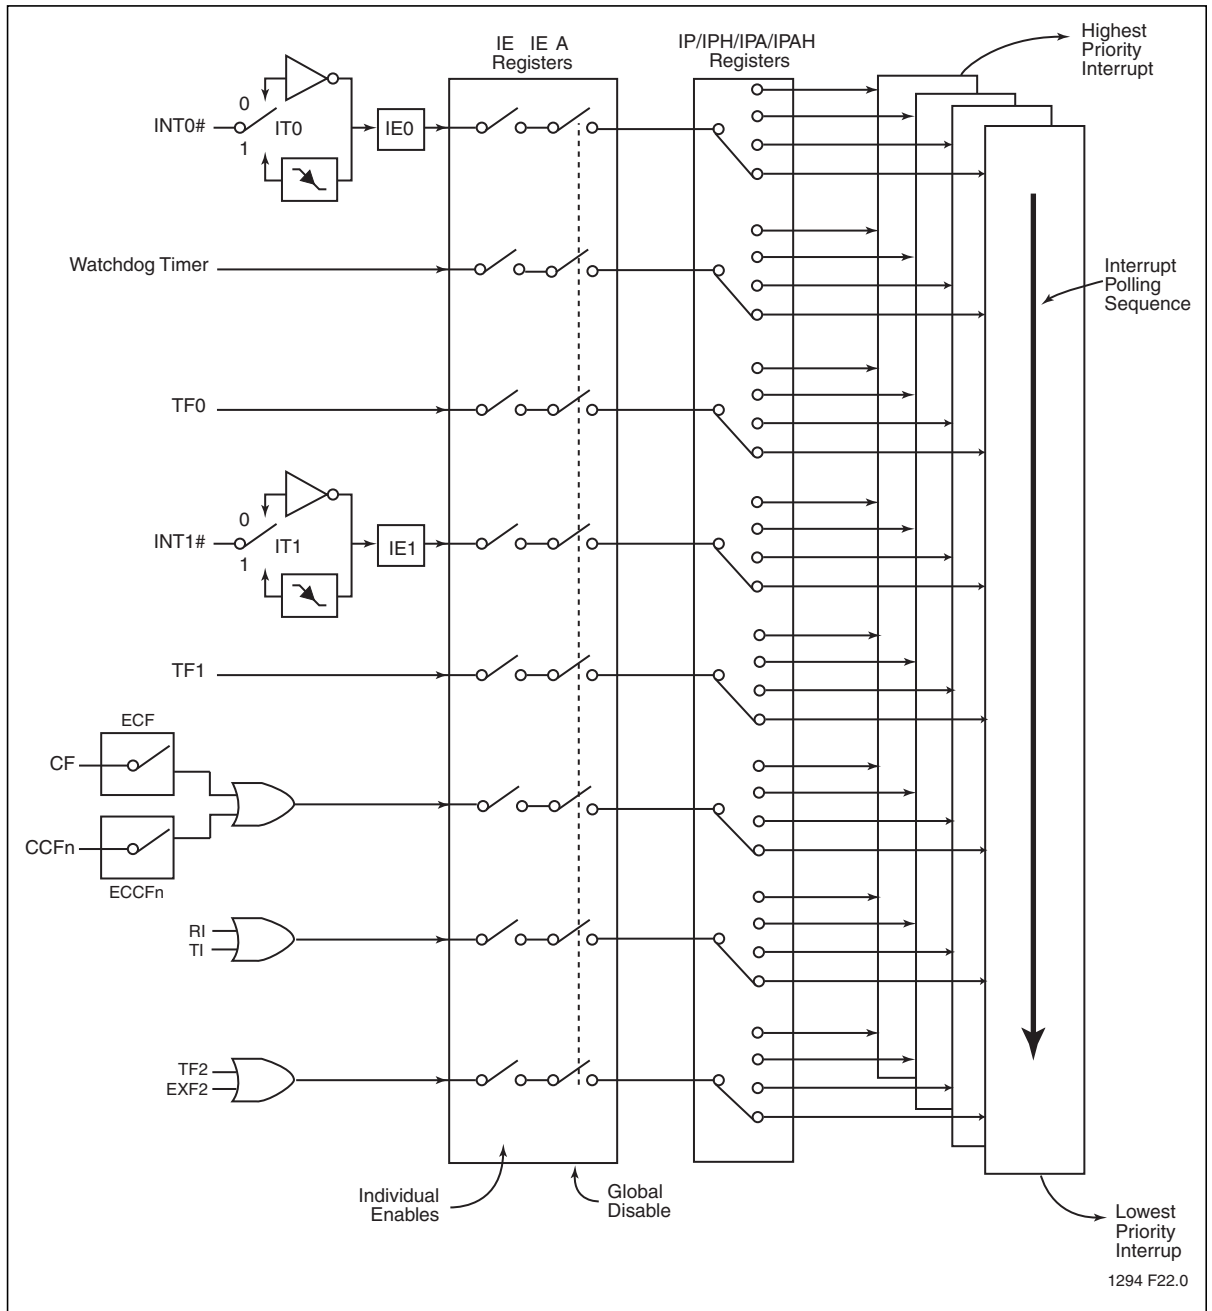 IE IE A
Registers
IP/IPH/IPA/IPAH
Registers
Highest
Priority
Interrupt
0
INT0#
IT0
1
IE0
Watchdog Timer
Interrupt
Polling
Sequence
TF0
0
INT1#
IT1
1
IE1
TF1
ECF
CF
CCFn
ECCFn
RI
TI
TF2
EXF2
Individual
Enables
Global
Disable
Lowest
Priority
Interrup
1294 F22.0